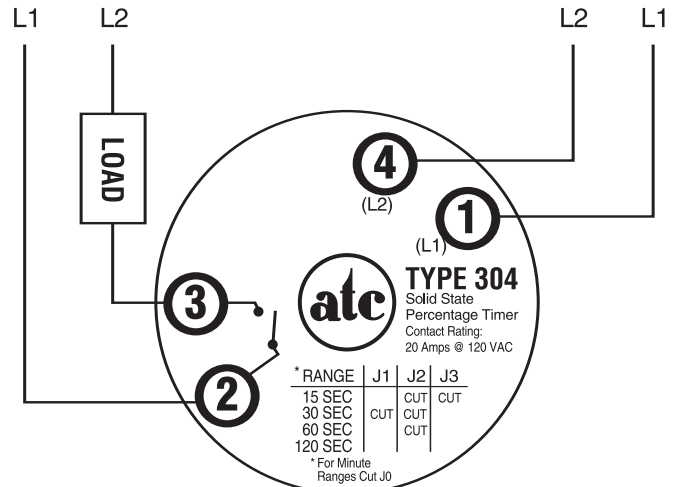 L1 L2 L2 L1
LOAD
4
(L2)
1
(L1)
3
atc
TYPE 304
Solid State
Percentage Timer
Contact Rating:
20 Amps @ 120 VAC
2
* RANGE J1 J2 J3
15 SEC CUT CUT
30 SEC CUT CUT
60 SEC CUT
120 SEC
* For Minute
Ranges Cut J0